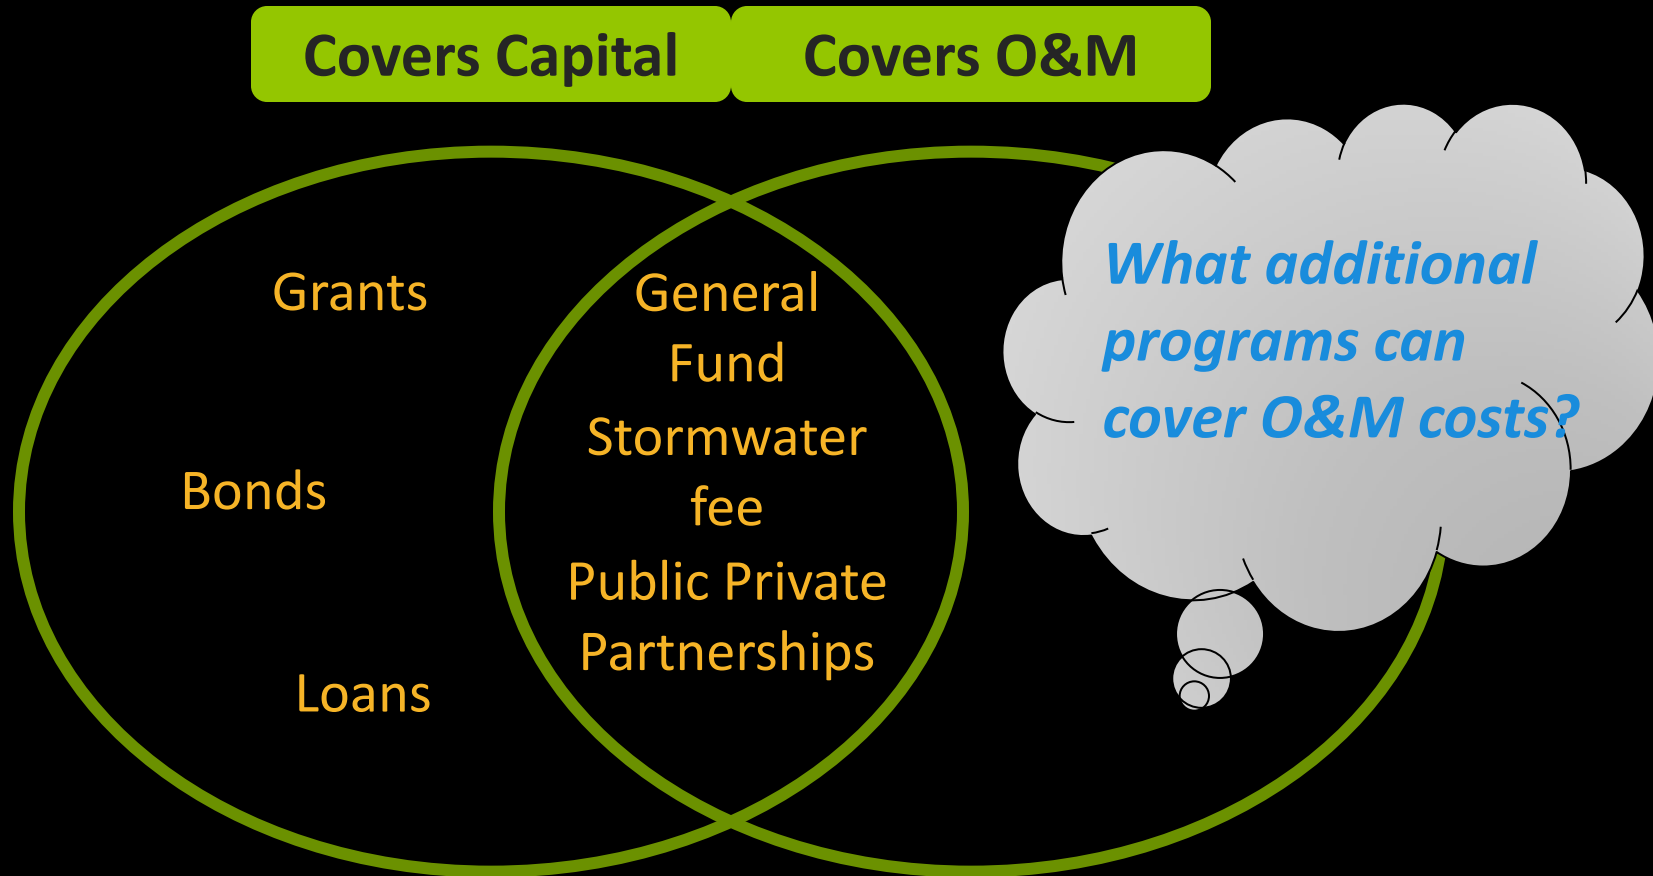 Covers Capital
Covers O&M
Grants
Bonds
Loans
General
Fund
Stormwater
fee
Public Private
Partnerships
What additional
programs can
cover O&M costs?